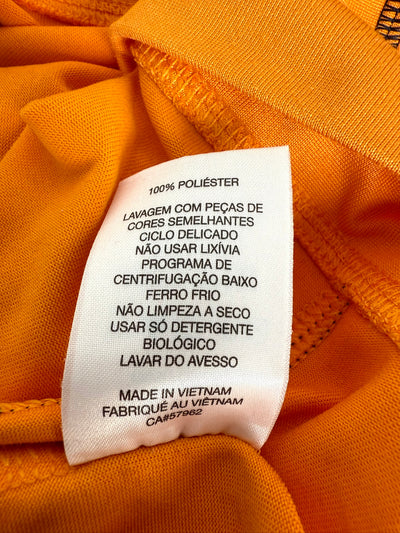 100% POLIÉSTER
LAVAGEM COM PEÇAS DE
CORES SEMELHANTES
CICLO DELICADO
NÃO USAR LIXÍVIA
PROGRAMA DE
CENTRIFUGAÇÃO BAIXO
FERRO FRIO
NÃO LIMPEZA A SECO
USAR SÓ DETERGENTE
BIOLÓGICO
LAVAR DO AVESSO
MADE IN VIETNAM
FABRIQUÉ AU VIÊTNAM
CA#57962